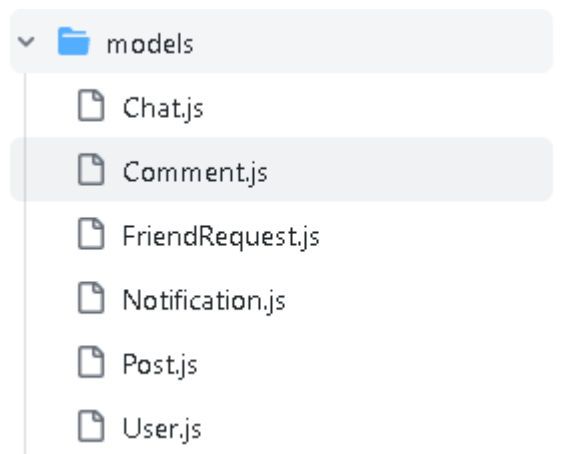 models
Chat.js
Comment.js
FriendRequest.js
Notification.js
Post.js
User.js